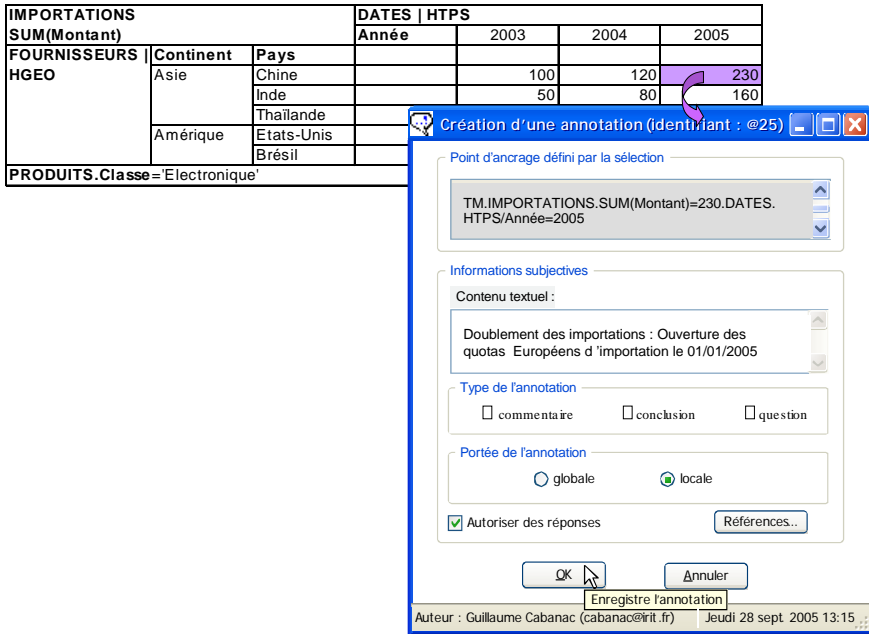 IMPORTATIONS DATES | HTPS
SUM(Montant) Année 2003 2004 2005
FOURNISSEURS | Continent Pays
HGEO Asie Chine 100 120 230
Inde 50 80 160
Thaïlande
Amérique Etats-Unis
Brésil
PRODUITS.Classe='Electronique'
Création d'une annotation (identifiant : @25)
Point d'ancrage défini par la sélection
TM.IMPORTATIONS.SUM(Montant)=230.DATES.
HTPS/Année=2005
Informations subjectives
Contenu textuel :
Doublement des importations : Ouverture des
quotas Européens d 'importation le 01/01/2005
Type de l'annotation
commentaire conclusion question
Portée de l'annotation
globale locale
Autoriser des réponses Références...
OK Annuler
Enregistre l'annotation
Auteur : Guillaume Cabanac (cabanac@irit.fr) Jeudi 28 sept. 2005 13:15